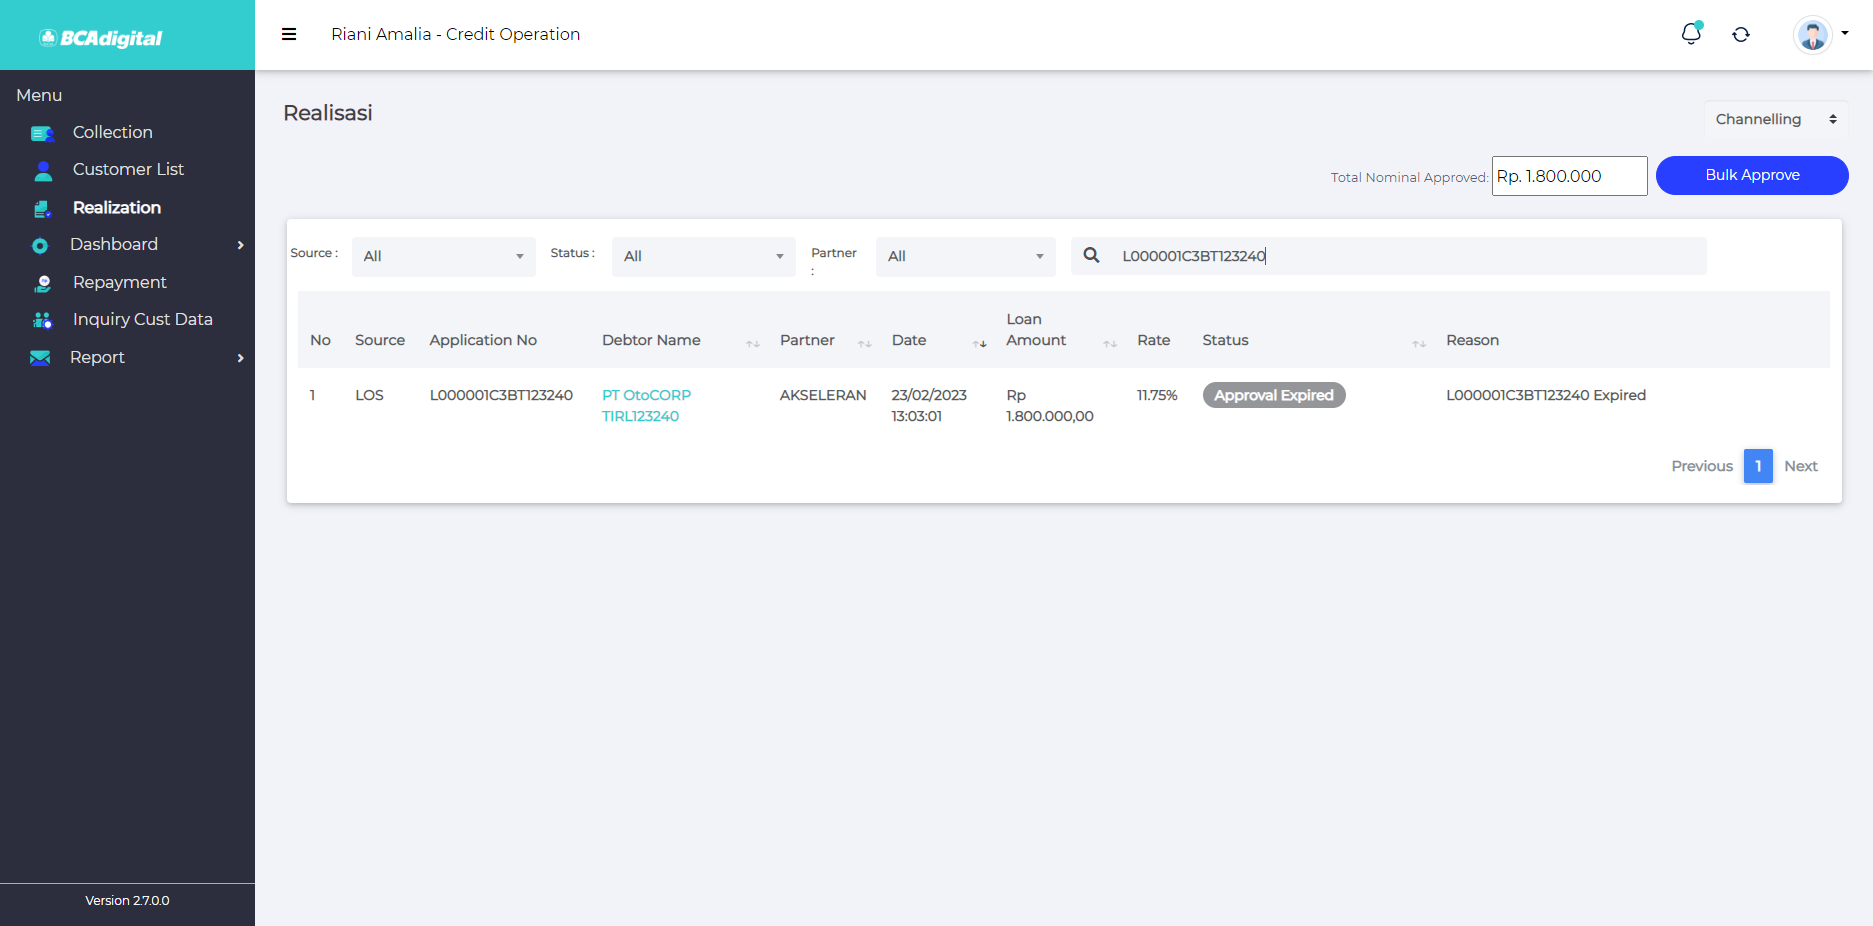 BCAdigital
Riani Amalia - Credit Operation
Menu
Collection
Customer List
Realization
Dashboard
Repayment
Inquiry Cust Data
Report
Version 2.7.0.0
Realisasi
Channelling
Total Nominal Approved: Rp. 1.800.000 Bulk Approve
Source : All Status : All Partner : All L000001C3BT123240
No Source Application No Debtor Name Partner Date Loan Amount Rate Status Reason
1 LOS L000001C3BT123240 PT OtoCORP AKSELERAN 23/02/2023 Rp 11.75% Approval Expired L000001C3BT123240 Expired
TIRL123240 13:03:01 1.800.000,00
Previous 1 Next